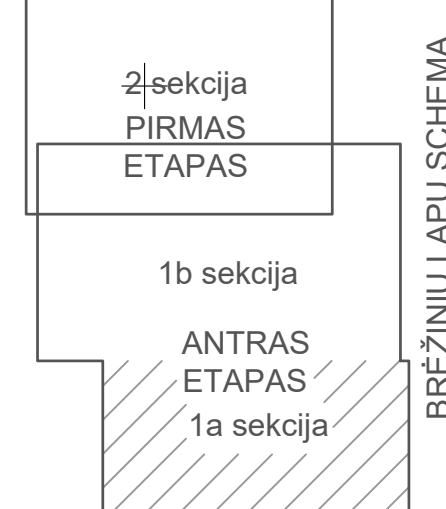 2 sekcija
PIRMAS
ETAPAS
1b sekcija
ANTRAS
ETAPAS
1a sekcija
BRĖŽINIŲ LAPŲ SCHEMA